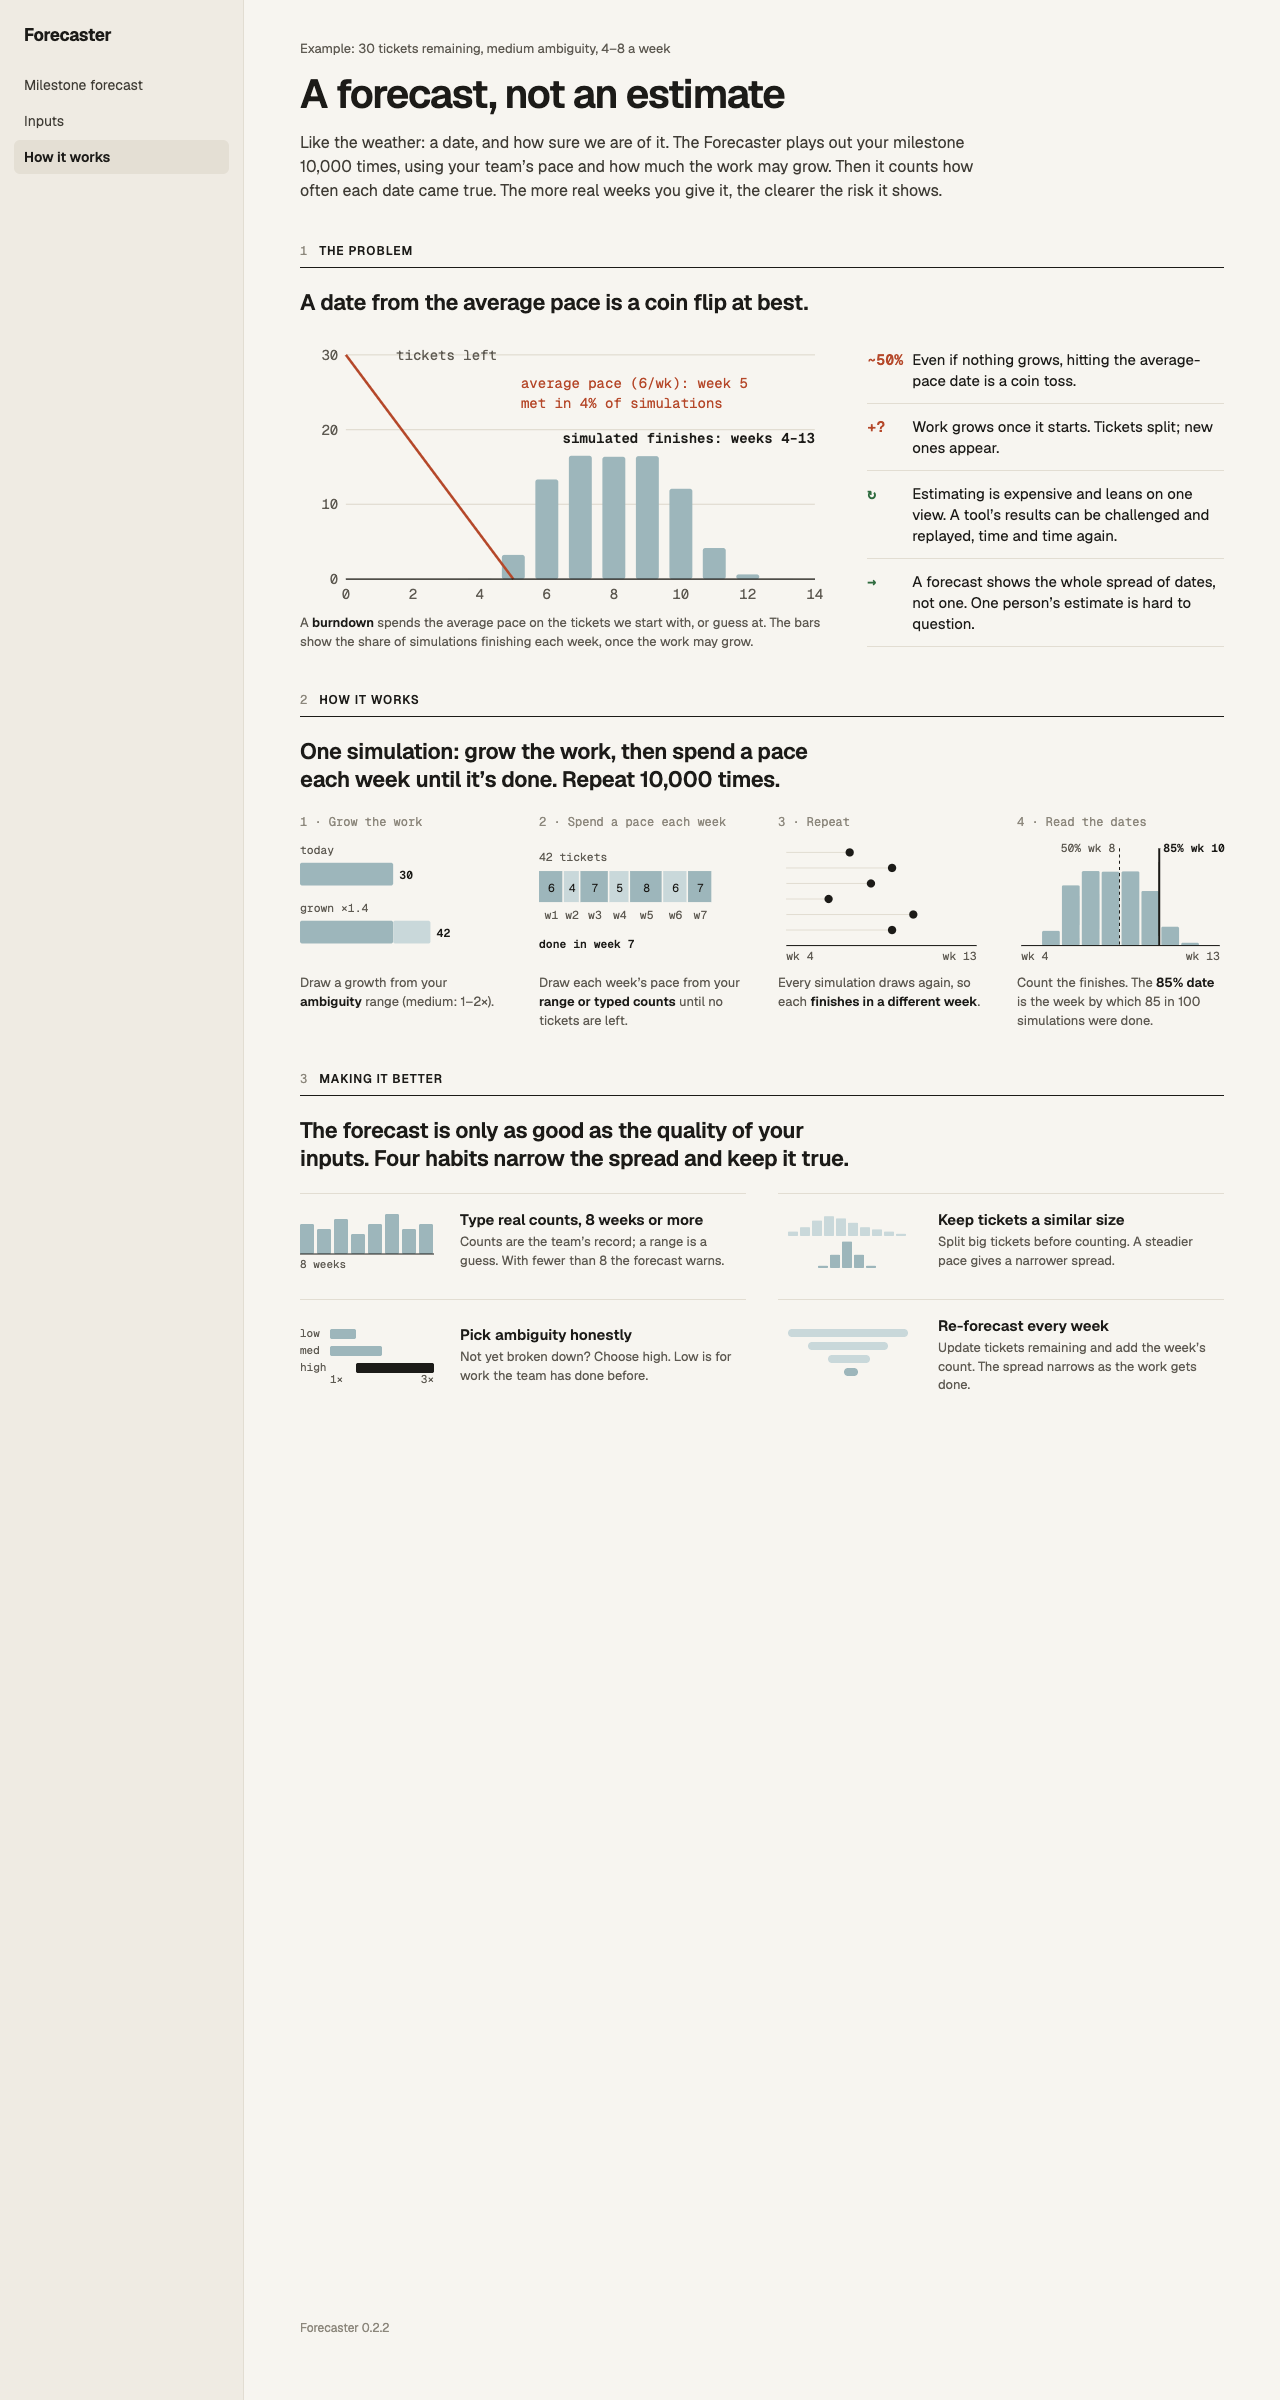 Forecaster
Milestone forecast
Inputs
How it works
Example: 30 tickets remaining, medium ambiguity, 4–8 a week
A forecast, not an estimate
Like the weather: a date, and how sure we are of it. The Forecaster plays out your milestone
10,000 times, using your team’s pace and how much the work may grow. Then it counts how
often each date came true. The more real weeks you give it, the clearer the risk it shows.
1 THE PROBLEM
A date from the average pace is a coin flip at best.
30
tickets left
average pace (6/wk): week 5
met in 4% of simulations
20
simulated finishes: weeks 4–13
10
0
0 2 4 6 8 10 12 14
A burndown spends the average pace on the tickets we start with, or guess at. The bars
show the share of simulations finishing each week, once the work may grow.
~50% Even if nothing grows, hitting the average-
pace date is a coin toss.
+? Work grows once it starts. Tickets split; new
ones appear.
↻ Estimating is expensive and leans on one
view. A tool’s results can be challenged and
replayed, time and time again.
→ A forecast shows the whole spread of dates,
not one. One person’s estimate is hard to
question.
2 HOW IT WORKS
One simulation: grow the work, then spend a pace
each week until it’s done. Repeat 10,000 times.
1 · Grow the work
today
30
grown ×1.4
42
Draw a growth from your
ambiguity range (medium: 1–2×).
2 · Spend a pace each week
42 tickets
6 4 7 5 8 6 7
w1 w2 w3 w4 w5 w6 w7
done in week 7
Draw each week’s pace from your
range or typed counts until no
tickets are left.
3 · Repeat
wk 4 wk 13
Every simulation draws again, so
each finishes in a different week.
4 · Read the dates
50% wk 8 85% wk 10
wk 4 wk 13
Count the finishes. The 85% date
is the week by which 85 in 100
simulations were done.
3 MAKING IT BETTER
The forecast is only as good as the quality of your
inputs. Four habits narrow the spread and keep it true.
8 weeks
Type real counts, 8 weeks or more
Counts are the team’s record; a range is a
guess. With fewer than 8 the forecast warns.
Keep tickets a similar size
Split big tickets before counting. A steadier
pace gives a narrower spread.
low
med
high
1× 3×
Pick ambiguity honestly
Not yet broken down? Choose high. Low is for
work the team has done before.
Re-forecast every week
Update tickets remaining and add the week’s
count. The spread narrows as the work gets
done.
Forecaster 0.2.2